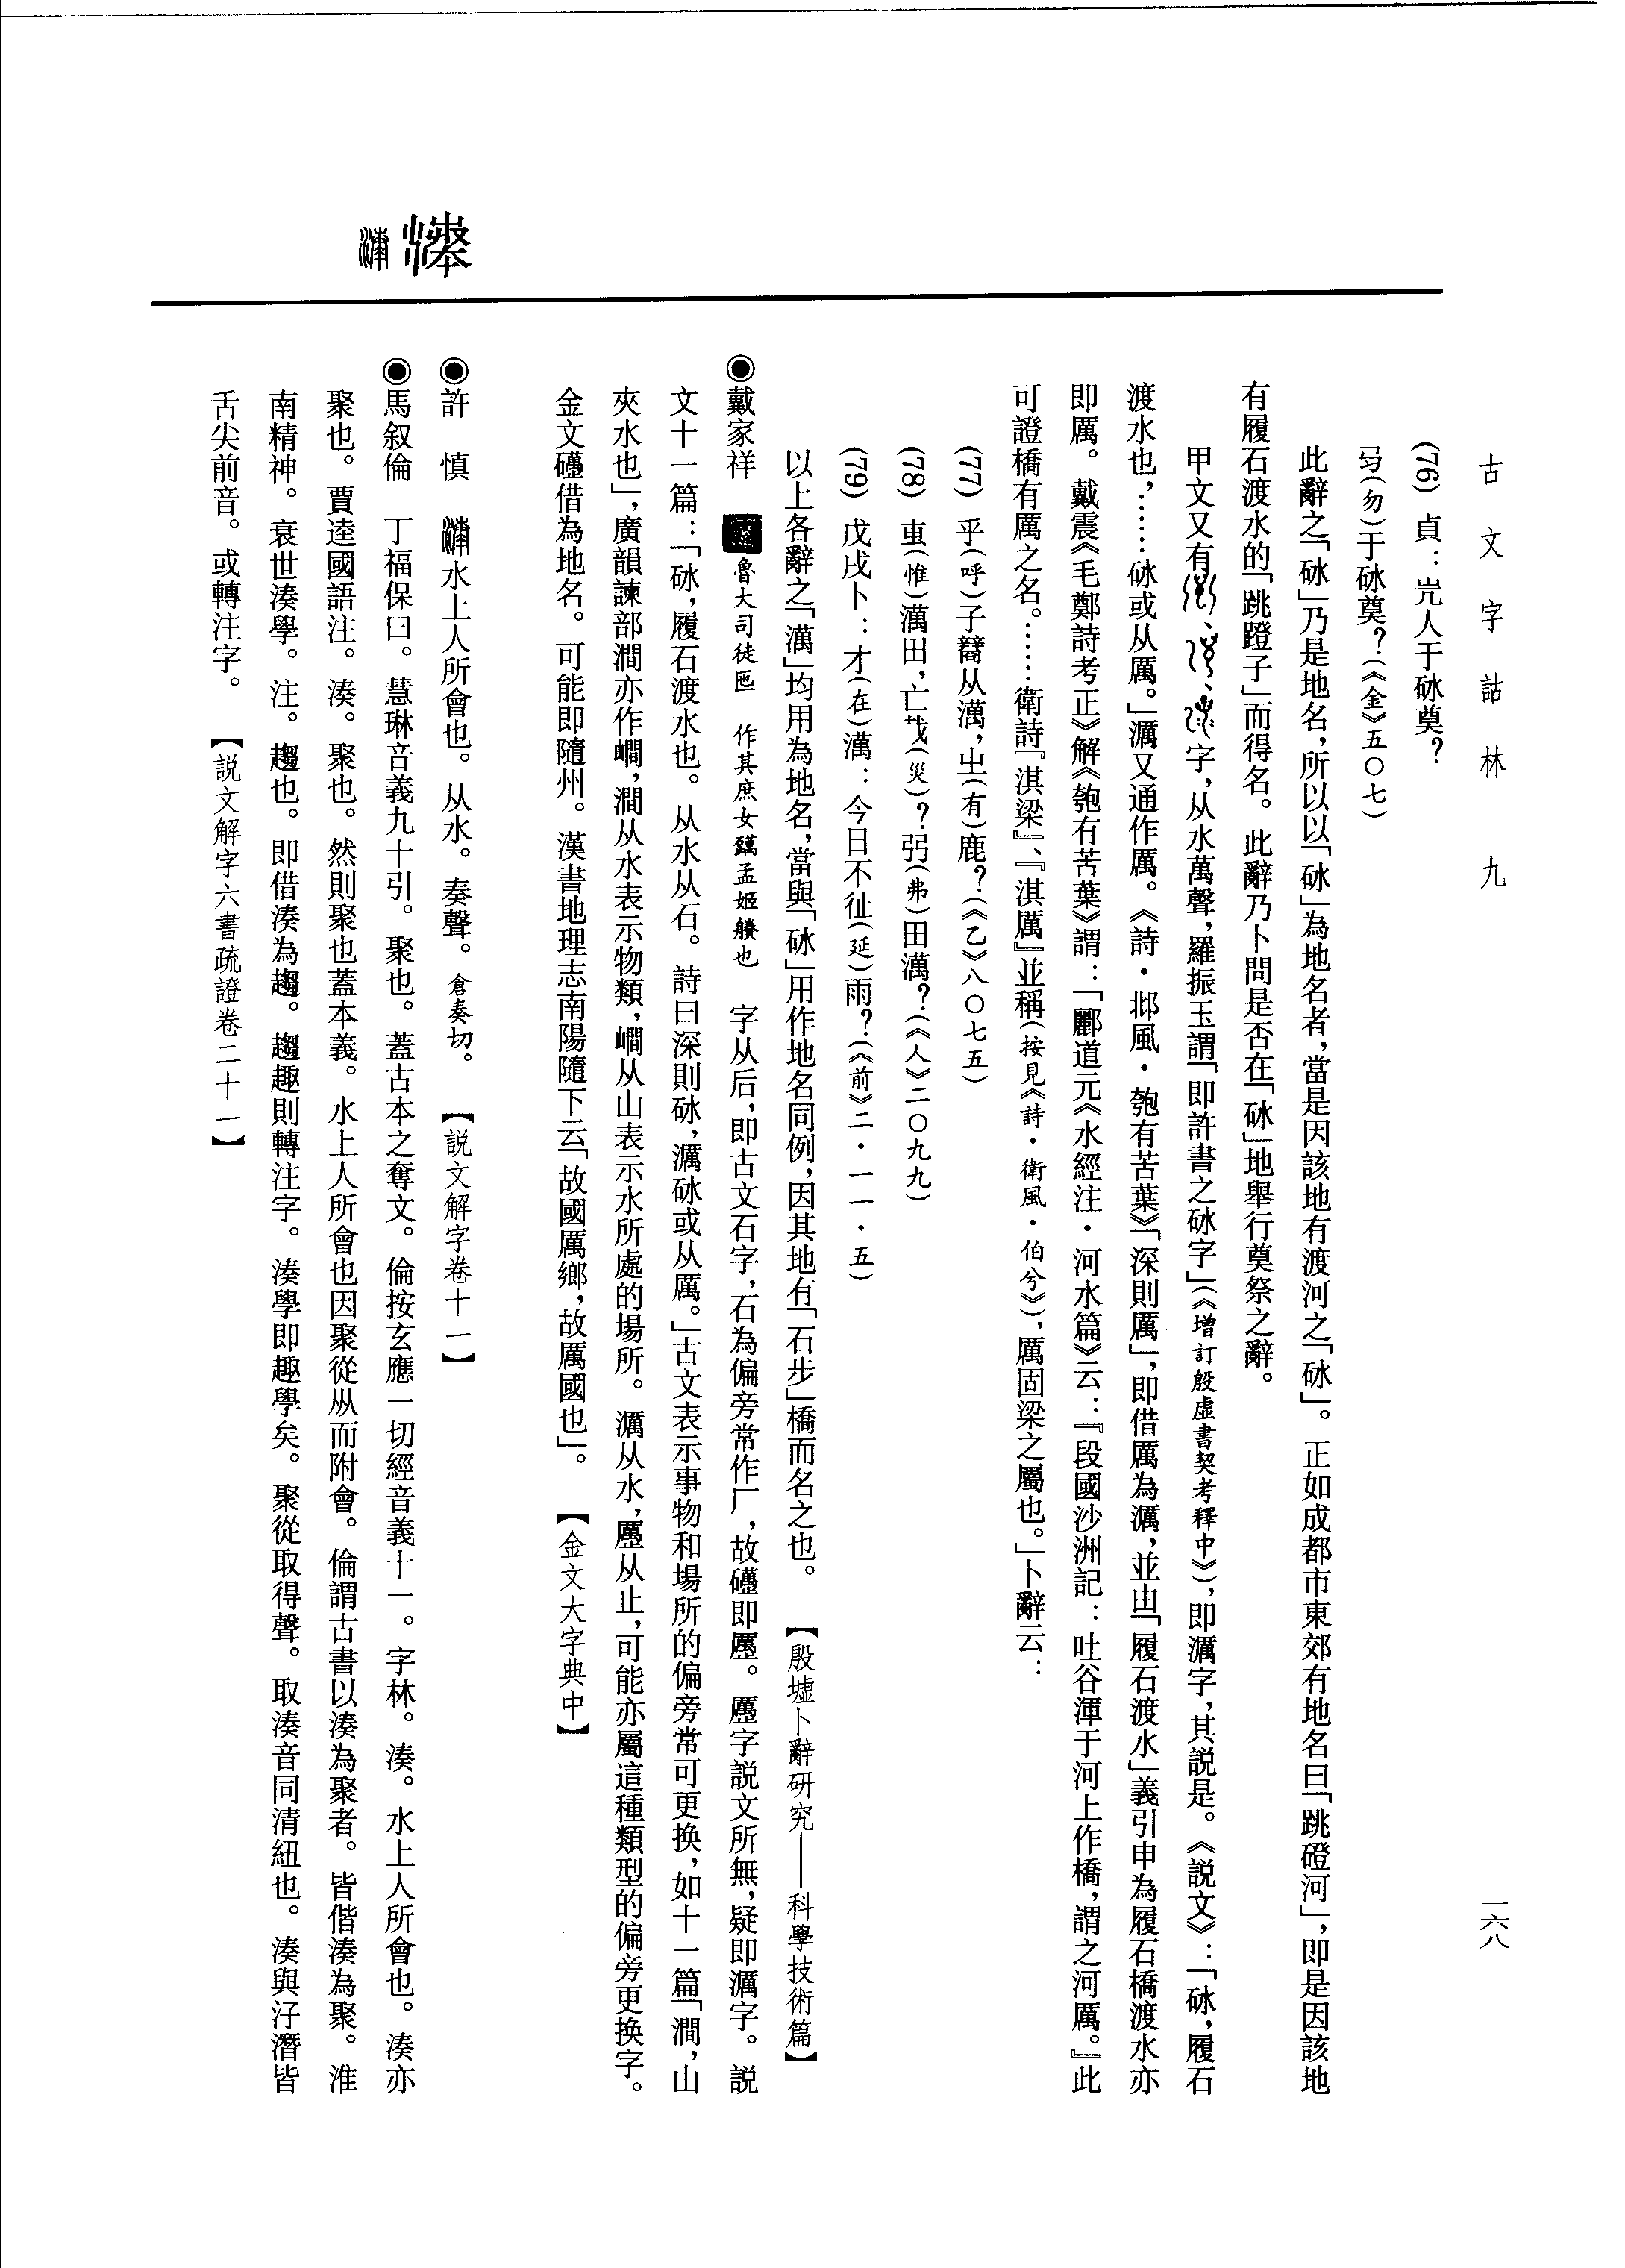 古文字詁林 九
一六八
(76) 貞：𡵂人于砅奠？
𢎥(勿)于砅奠？(《金》五〇七)
此辭之「砅」乃是地名，所以以「砅」為地名者，當是因該地有渡河之「砅」。正如成都市東郊有地名曰「跳磴河」，即是因該地
有履石渡水的「跳蹬子」而得名。此辭乃卜問是否在「砅」地舉行奠祭之辭。
甲文又有、、字，从水萬聲，羅振玉謂「即許書之砅字」(《增訂殷虛書契考釋中》)，即濿字，其說是。《説文》：「砅，履石
渡水也，……砅或从厲。」濿又通作厲。《詩·邶風·匏有苦葉》「深則厲」，即借厲為濿，並由「履石渡水」義引申為履石橋渡水亦
即厲。戴震《毛鄭詩考正》解《匏有苦葉》謂：「酈道元《水經注·河水篇》云：『段國沙洲記：吐谷渾于河上作橋，謂之河厲。』此
可證橋有厲之名。……衛詩『淇梁』、『淇厲』並稱(按見《詩·衛風·伯兮》)，厲固梁之屬也。」卜辭云：
(77) 乎(呼)子𦣞从澫，㞢(有)鹿？(《乙》八〇七五)
(78) 叀(惟)澫田，亡𢦔(災)？弜(弗)田澫？(《人》二〇九九)
(79) 戊戌卜：才(在)澫：今日不㣔(延)雨？(《前》二·一一·五)
以上各辭之「澫」均用為地名，當與「砅」用作地名同例，因其地有「石步」橋而名之也。 【殷墟卜辭研究——科學技術篇】
◉戴家祥 魯大司徒匜 作其庶女孟姬媵也 字从后，即古文石字，石為偏旁常作厂，故即。字説文所無，疑即濿字。説
文十一篇：「砅，履石渡水也。从水从石。詩曰深則砅，濿砅或从厲。」古文表示事物和場所的偏旁常可更换，如十一篇「澗，山
夾水也」，廣韻諫部澗亦作㵎，澗从水表示物類，㵎从山表示水所處的場所。濿从水，从止，可能亦屬這種類型的偏旁更换字。
金文借為地名。可能即隨州。漢書地理志南陽隨下云「故國厲鄉，故厲國也」。 【金文大字典中】
湊
◉許 慎 水上人所會也。从水。奏聲。倉奏切。 【説文解字卷十一】
◉馬叙倫 丁福保曰。慧琳音義九十引。聚也。蓋古本之奪文。倫按玄應一切經音義十一。字林。湊。水上人所會也。湊亦
聚也。賈逵國語注。湊。聚也。然則聚也蓋本義。水上人所會也因聚從㐺而附會。倫謂古書以湊為聚者。皆借湊為聚。淮
南精神。衰世湊學。注。趨也。即借湊為趨。趨趣則轉注字。湊學即趣學矣。聚從取得聲。取湊音同清紐也。湊與汓潛皆
舌尖前音。或轉注字。 【説文解字六書疏證卷二十一】